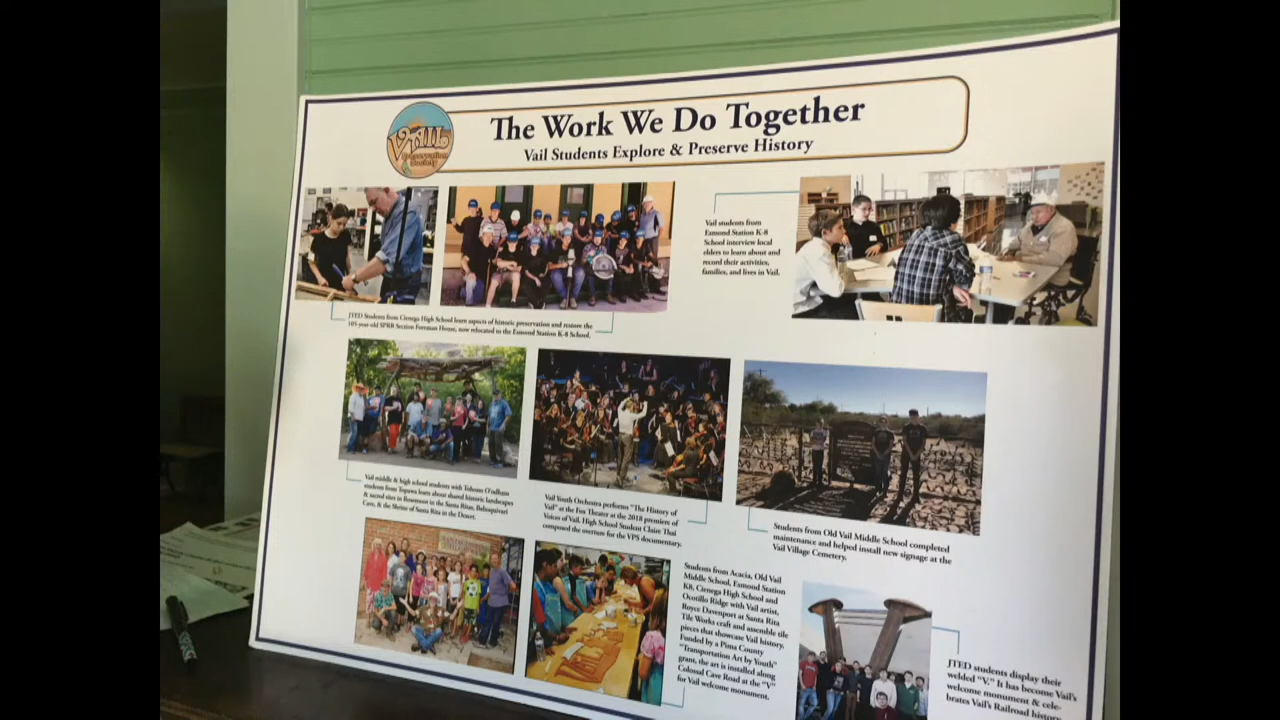 VAIL
Preservation
Society
The Work We Do Together
Vail Students Explore & Preserve History
JTED Students from Cienega High School learn aspects of historic preservation and restore the
105-year-old SPRR Section Foreman House, now relocated to the Esmond Station K-8 School.
Vail students from
Esmond Station K-8
School interview local
elders to learn about and
record their activities,
families, and lives in Vail.
Vail middle & high school students with Tohono O'odham
students from Topawa learn about shared historic landscapes
& sacred sites in Rosemont in the Santa Ritas, Baboquivari
Cave, & the Shrine of Santa Rita in the Desert.
Vail Youth Orchestra performs "The History of
Vail" at the Fox Theater at the 2018 premiere of
Voices of Vail. High School Student Claire Thai
composed the overture for the VPS documentary.
Students from Old Vail Middle School completed
maintenance and helped install new signage at the
Vail Village Cemetery.
Students from Acacia, Old Vail
Middle School, Esmond Station
K8, Cienega High School and
Ocotillo Ridge with Vail artist,
Royce Davenport at Santa Rita
Tile Works craft and assemble tile
pieces that showcase Vail history.
Funded by a Pima County
"Transportation Art by Youth"
grant, the art is installed along
Colossal Cave Road at the "V"
for Vail welcome monument.
JTED students display their
welded "V." It has become Vail's
welcome monument & cele-
brates Vail's Railroad history.